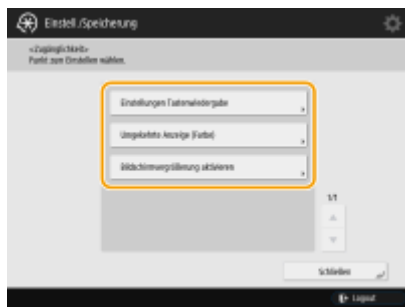 Einstell./Speicherung
<Zugänglichkeit>
Punkt zum Einstellen wählen.
Einstellungen Tastenwiedergabe
Umgekehrte Anzeige (Farbe)
Bildschirmvergrößerung aktivieren
1/1
Schließen
Logout